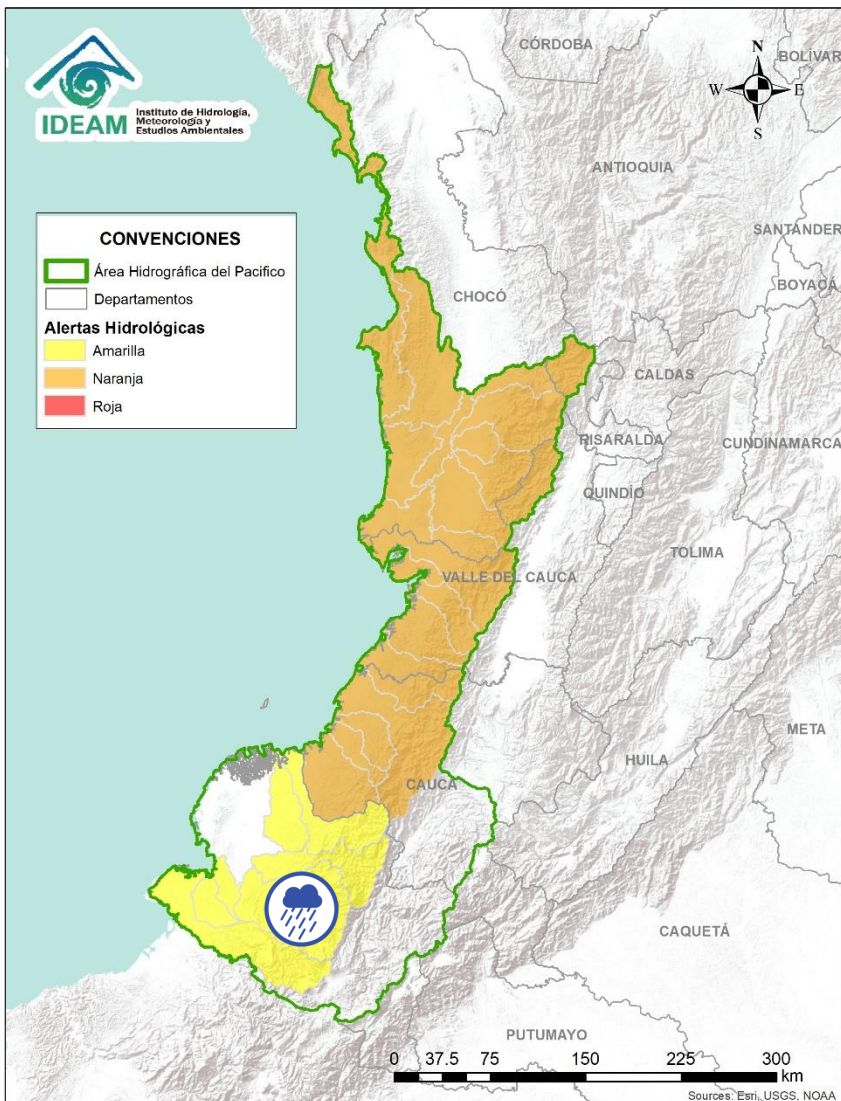 IDEAM
Instituto de Hidrología,
Meteorología y
Estudios Ambientales
CÓRDOBA
BOLÍVAR
N
W
E
S
ANTIOQUIA
SANTANDER
BOYACÁ
CONVENCIONES
Área Hidrográfica del Pacifico
Departamentos
Alertas Hidrológicas
Amarilla
Naranja
Roja
CHOCÓ
CALDAS
RISARALDA
CUNDINAMARCA
QUINDÍO
TOLIMA
VALLE DEL CAUCA
META
HUILA
CAUCA
CAQUETÁ
PUTUMAYO
0 37.5 75 150 225 300
km
Sources: Esri, USGS, NOAA